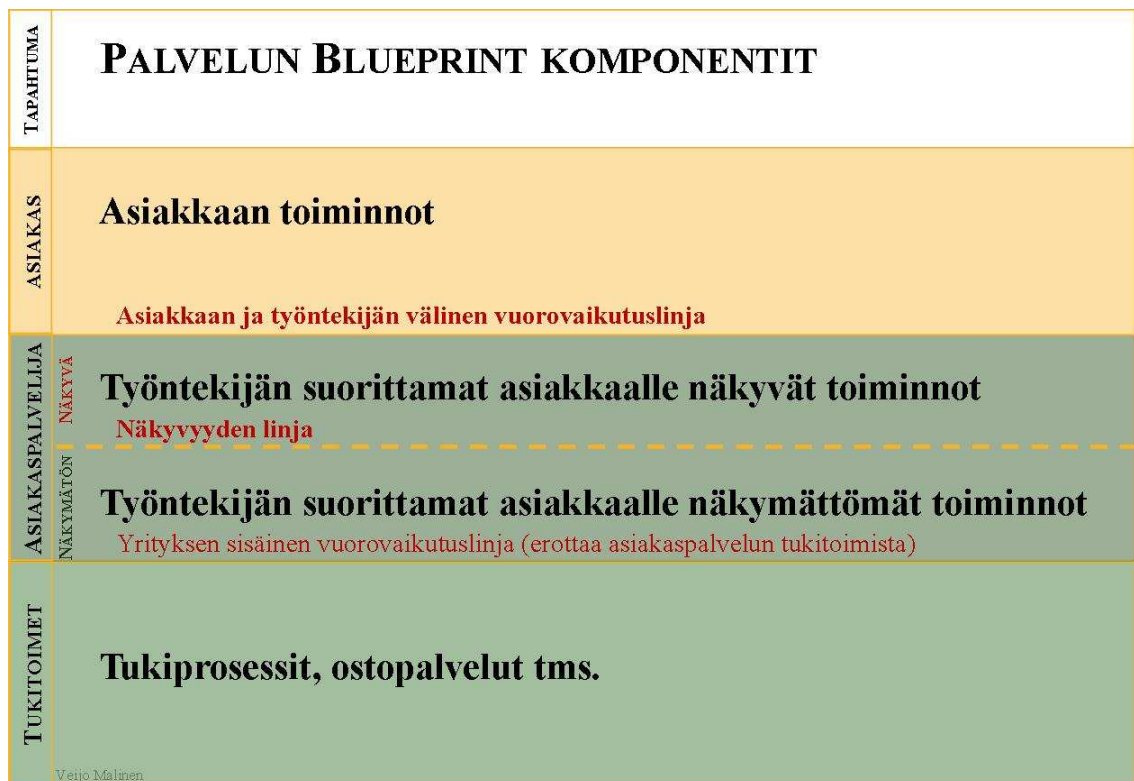 TAPAHTUMA
PALVELUN BLUEPRINT KOMPONENTIT
ASIAKAS
Asiakkaan toiminnot
Asiakkaan ja työntekijän välinen vuorovaikutuslinja
ASIAKASPALVELIJA
NÄKYVÄ
Työntekijän suorittamat asiakkaalle näkyvät toiminnot
Näkyvyyden linja
NÄKYMÄTÖN
Työntekijän suorittamat asiakkaalle näkymättömät toiminnot
Yrityksen sisäinen vuorovaikutuslinja (erottaa asiakaspalvelun tukitoimista)
TUKITOIMET
Tukiprosessit, ostopalvelut tms.
Veijo Malinen